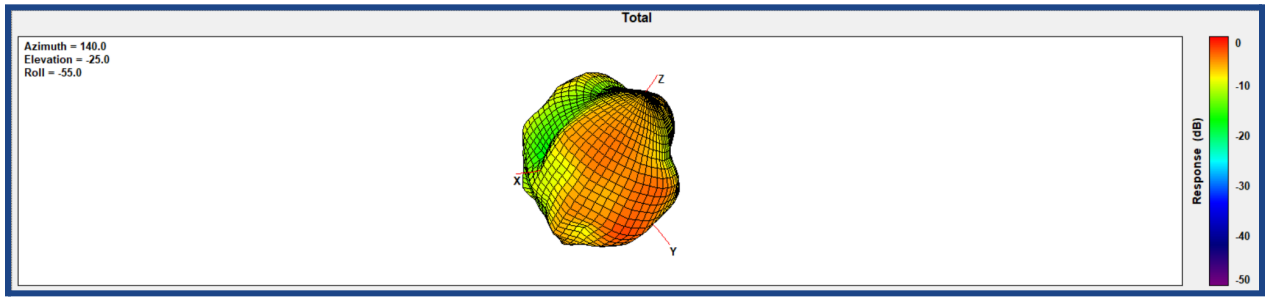 Total
Azimuth = 140.0
Elevation = -25.0
Roll = -55.0
Z
X
Y
Response (dB)
0
-10
-20
-30
-40
-50